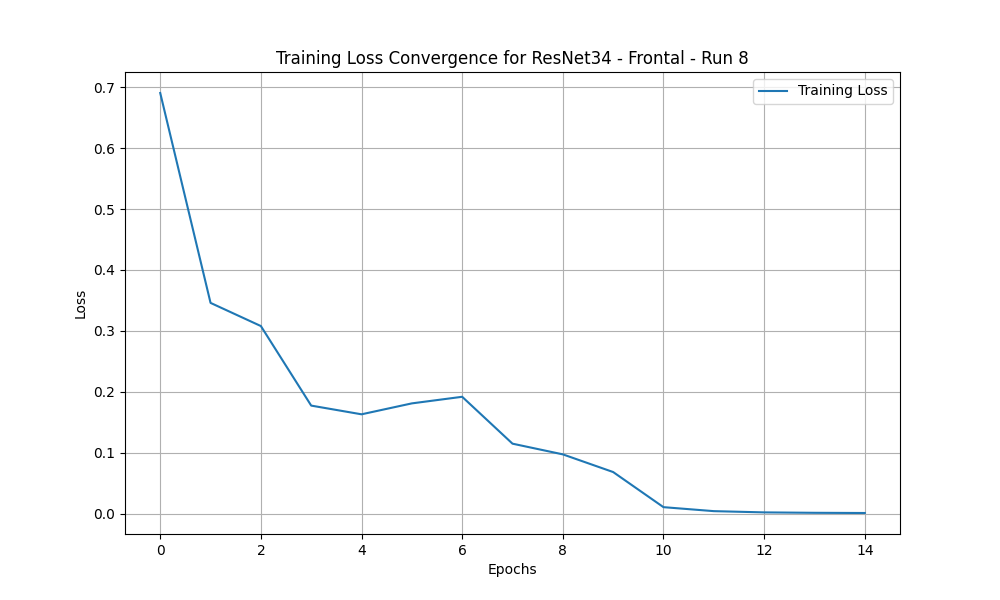 Training Loss Convergence for ResNet34 - Frontal - Run 8
Training Loss
0.7
0.6
0.5
0.4
0.3
0.2
0.1
0.0
Loss
0 2 4 6 8 10 12 14
Epochs